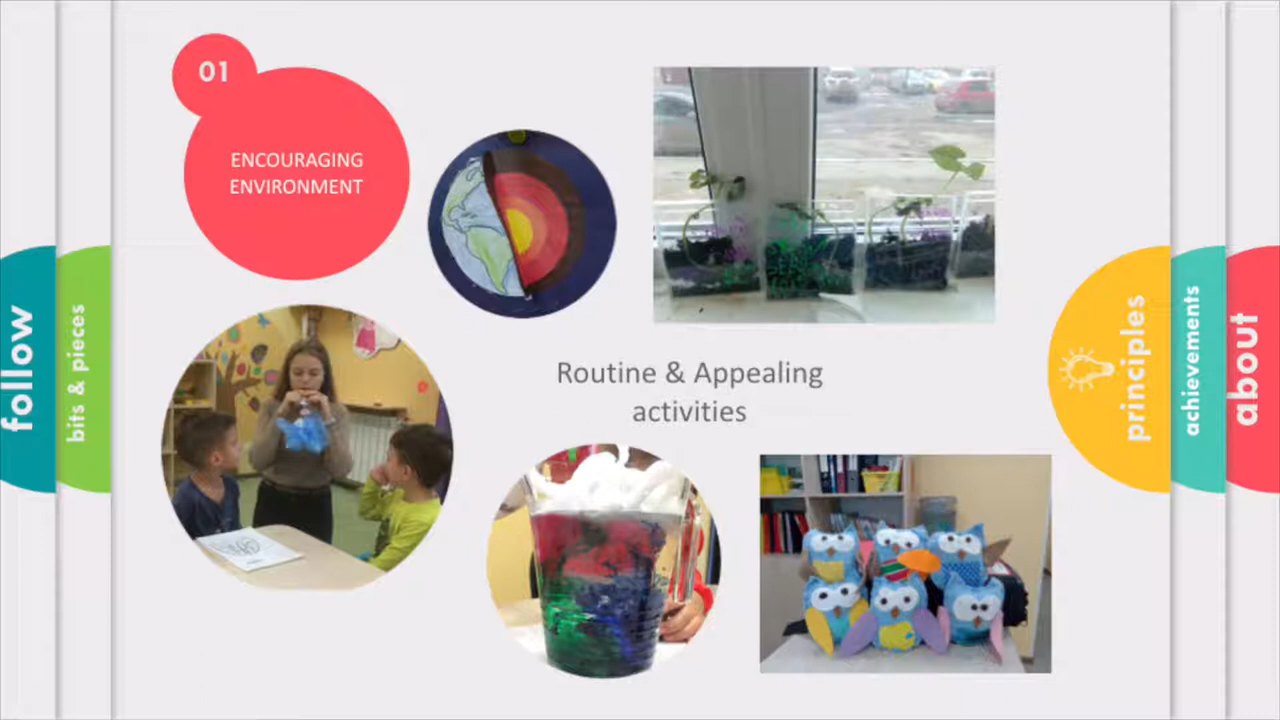 01
ENCOURAGING
ENVIRONMENT
Routine & Appealing
activities
follow
bits & pieces
principles
achievements
about